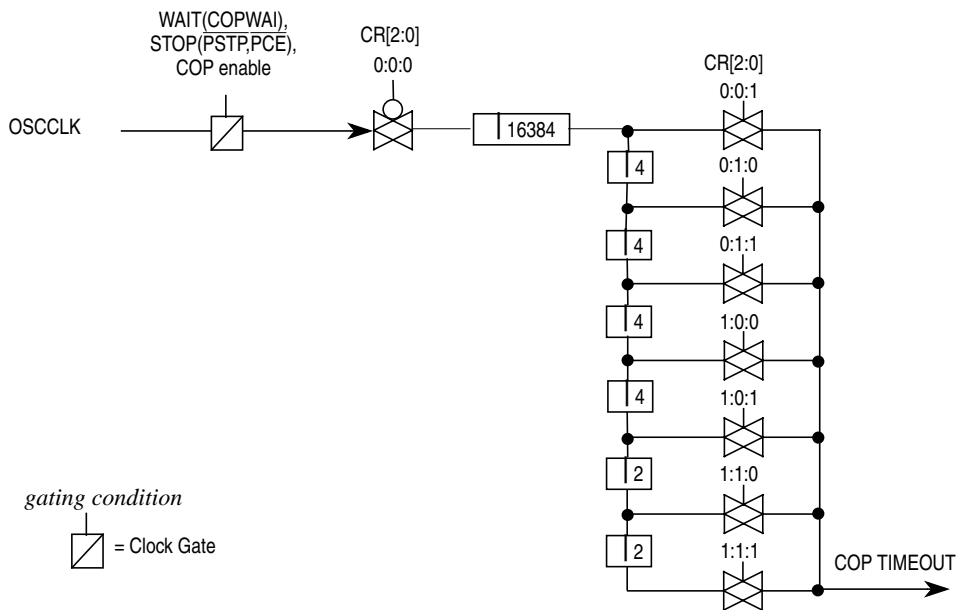 WAIT(COPWAI),
STOP(PSTP,PCE),
COP enable
CR[2:0]
0:0:0
CR[2:0]
0:0:1
OSCCLK
16384
4
0:1:0
4
0:1:1
4
1:0:0
4
1:0:1
2
1:1:0
2
1:1:1
gating condition
= Clock Gate
COP TIMEOUT